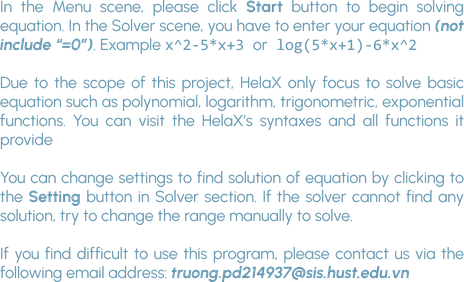 In the Menu scene, please click Start button to begin solving
equation. In the Solver scene, you have to enter your equation (not
include “=0”). Example x^2-5*x+3 or log(5*x+1)-6*x^2
Due to the scope of this project, HelaX only focus to solve basic
equation such as polynomial, logarithm, trigonometric, exponential
functions. You can visit the HelaX's syntaxes and all functions it
provide
You can change settings to find solution of equation by clicking to
the Setting button in Solver section. If the solver cannot find any
solution, try to change the range manually to solve.
If you find difficult to use this program, please contact us via the
following email address: truong.pd214937@sis.hust.edu.vn